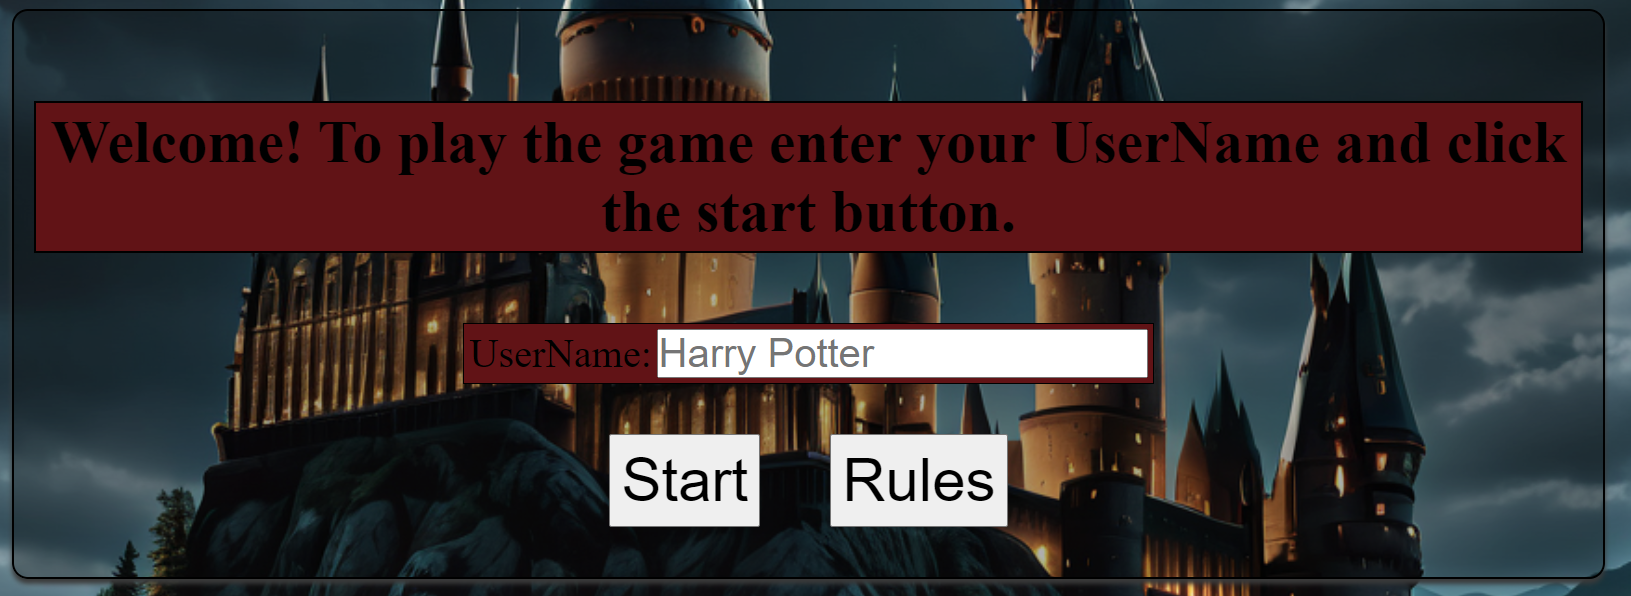 Welcome! To play the game enter your UserName and click
the start button.
UserName: Harry Potter
Start Rules